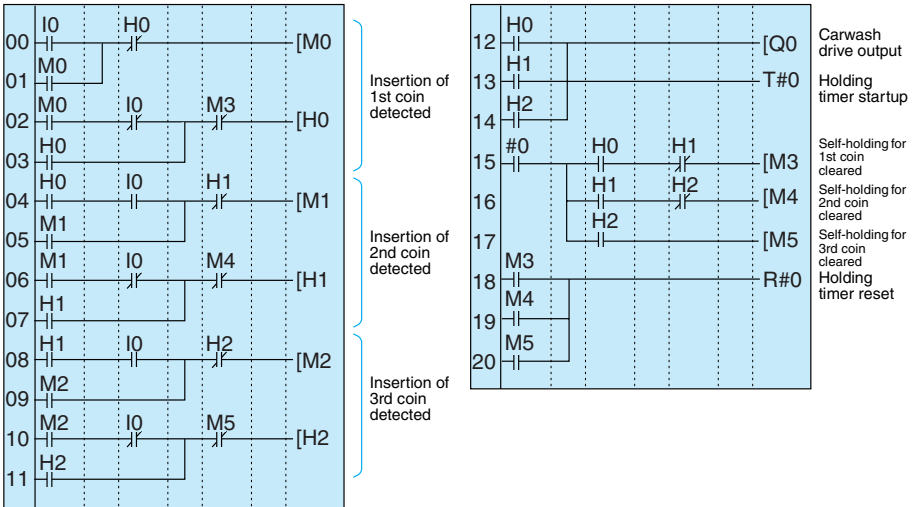 I0 H0
00 [M0
M0
01
M0 I0 M3
02 [H0
H0
03
H0 I0 H1
04 [M1
M1
05
M1 I0 M4
06 [H1
H1
07
H1 I0 H2
08 [M2
M2
09
M2 I0 M5
10 [H2
H2
11
Insertion of
1st coin
detected
Insertion of
2nd coin
detected
Insertion of
3rd coin
detected
H0
12 [Q0
H1
13 T#0
H2
14
#0 H0 H1
15 [M3
H1 H2
16 [M4
H2
17 [M5
M3
18 R#0
M4
19
M5
20
Carwash
drive output
Holding
timer startup
Self-holding for
1st coin
cleared
Self-holding for
2nd coin
cleared
Self-holding for
3rd coin
cleared
Holding
timer reset